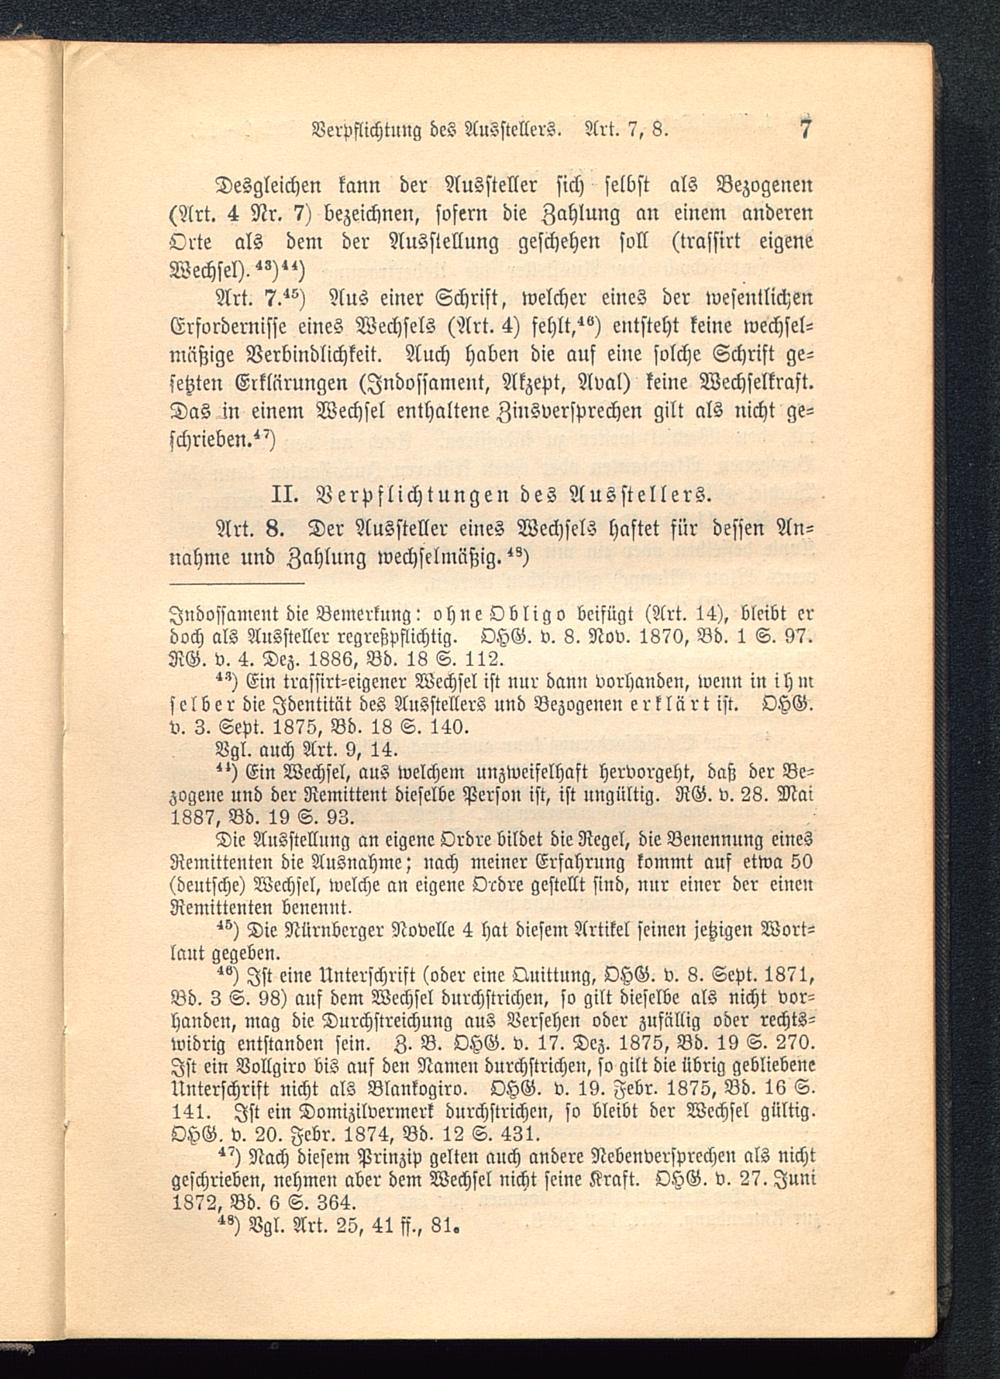 Verpflichtung des Ausstellers. Art. 7, 8. 7
Desgleichen kann der Aussteller sich selbst als Bezogenen
(Art. 4 Nr. 7) bezeichnen, sofern die Zahlung an einem anderen
Orte als dem der Ausstellung geschehen soll (trassirt eigene
Wechsel).⁴³)⁴⁴)
Art. 7.⁴⁵) Aus einer Schrift, welcher eines der wesentlichen
Erfordernisse eines Wechsels (Art. 4) fehlt,⁴⁶) entsteht keine wechsel-
mäßige Verbindlichkeit. Auch haben die auf eine solche Schrift ge-
setzten Erklärungen (Indossament, Akzept, Aval) keine Wechselkraft.
Das in einem Wechsel enthaltene Zinsversprechen gilt als nicht ge-
schrieben.⁴⁷)
II. Verpflichtungen des Ausstellers.
Art. 8. Der Aussteller eines Wechsels haftet für dessen An-
nahme und Zahlung wechselmäßig.⁴⁸)
Indossament die Bemerkung: ohne Obligo beifügt (Art. 14), bleibt er
doch als Aussteller regreßpflichtig. OHG. v. 8. Nov. 1870, Bd. 1 S. 97.
RG. v. 4. Dez. 1886, Bd. 18 S. 112.
⁴³) Ein trassirt-eigener Wechsel ist nur dann vorhanden, wenn in ihm
selber die Identität des Ausstellers und Bezogenen erklärt ist. OHG.
v. 3. Sept. 1875, Bd. 18 S. 140.
Vgl. auch Art. 9, 14.
⁴⁴) Ein Wechsel, aus welchem unzweifelhaft hervorgeht, daß der Be-
zogene und der Remittent dieselbe Person ist, ist ungültig. RG. v. 28. Mai
1887, Bd. 19 S. 93.
Die Ausstellung an eigene Ordre bildet die Regel, die Benennung eines
Remittenten die Ausnahme; nach meiner Erfahrung kommt auf etwa 50
(deutsche) Wechsel, welche an eigene Ordre gestellt sind, nur einer der einen
Remittenten benennt.
⁴⁵) Die Nürnberger Novelle 4 hat diesem Artikel seinen jetzigen Wort-
laut gegeben.
⁴⁶) Ist eine Unterschrift (oder eine Quittung, OHG. v. 8. Sept. 1871,
Bd. 3 S. 98) auf dem Wechsel durchstrichen, so gilt dieselbe als nicht vor-
handen, mag die Durchstreichung aus Versehen oder zufällig oder rechts-
widrig entstanden sein. Z. B. OHG. v. 17. Dez. 1875, Bd. 19 S. 270.
Ist ein Vollgiro bis auf den Namen durchstrichen, so gilt die übrig gebliebene
Unterschrift nicht als Blankogiro. OHG. v. 19. Febr. 1875, Bd. 16 S.
141. Ist ein Domizilvermerk durchstrichen, so bleibt der Wechsel gültig.
OHG. v. 20. Febr. 1874, Bd. 12 S. 431.
⁴⁷) Nach diesem Prinzip gelten auch andere Nebenversprechen als nicht
geschrieben, nehmen aber dem Wechsel nicht seine Kraft. OHG. v. 27. Juni
1872, Bd. 6 S. 364.
⁴⁸) Vgl. Art. 25, 41 ff., 81.